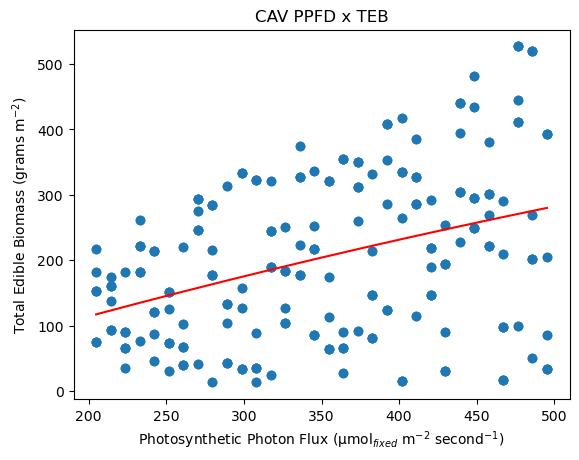 CAV PPFD x TEB
Total Edible Biomass (grams m⁻²)
500
400
300
200
100
0
200 250 300 350 400 450 500
Photosynthetic Photon Flux (μmol_fixed m⁻² second⁻¹)